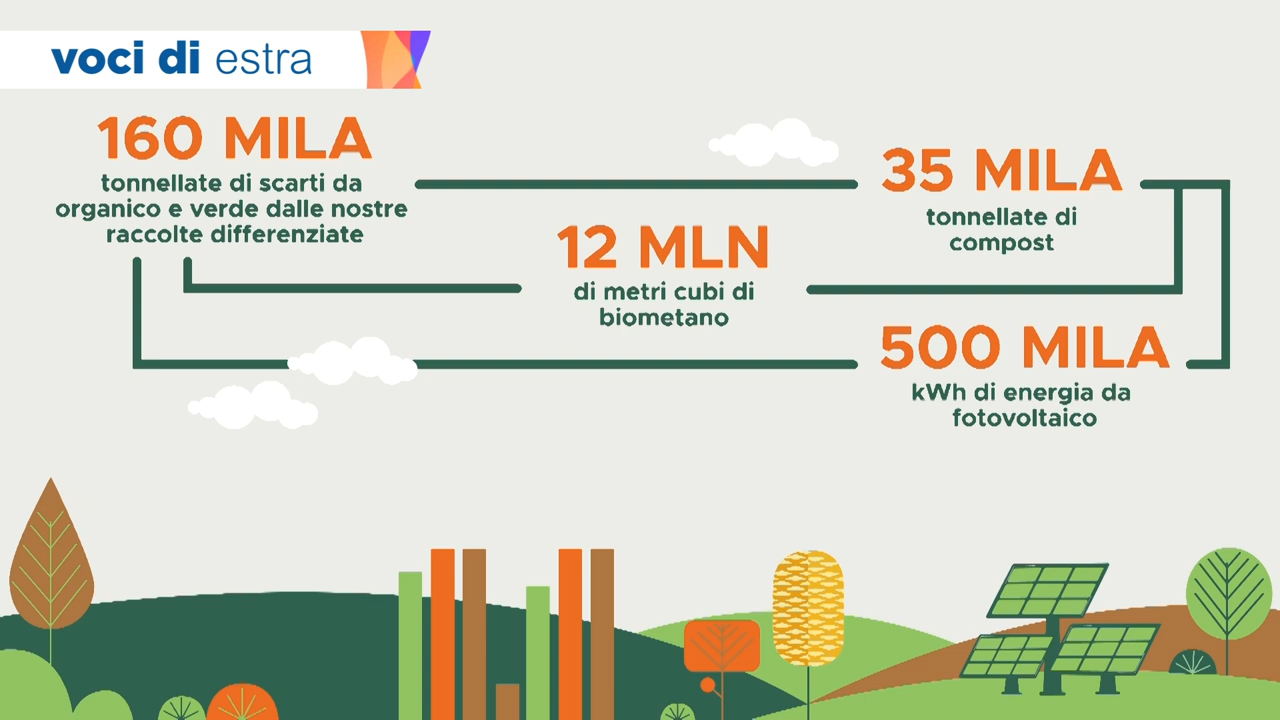 voci di estra
160 MILA
tonnellate di scarti da
organico e verde dalle nostre
raccolte differenziate
35 MILA
tonnellate di
compost
12 MLN
di metri cubi di
biometano
500 MILA
kWh di energia da
fotovoltaico